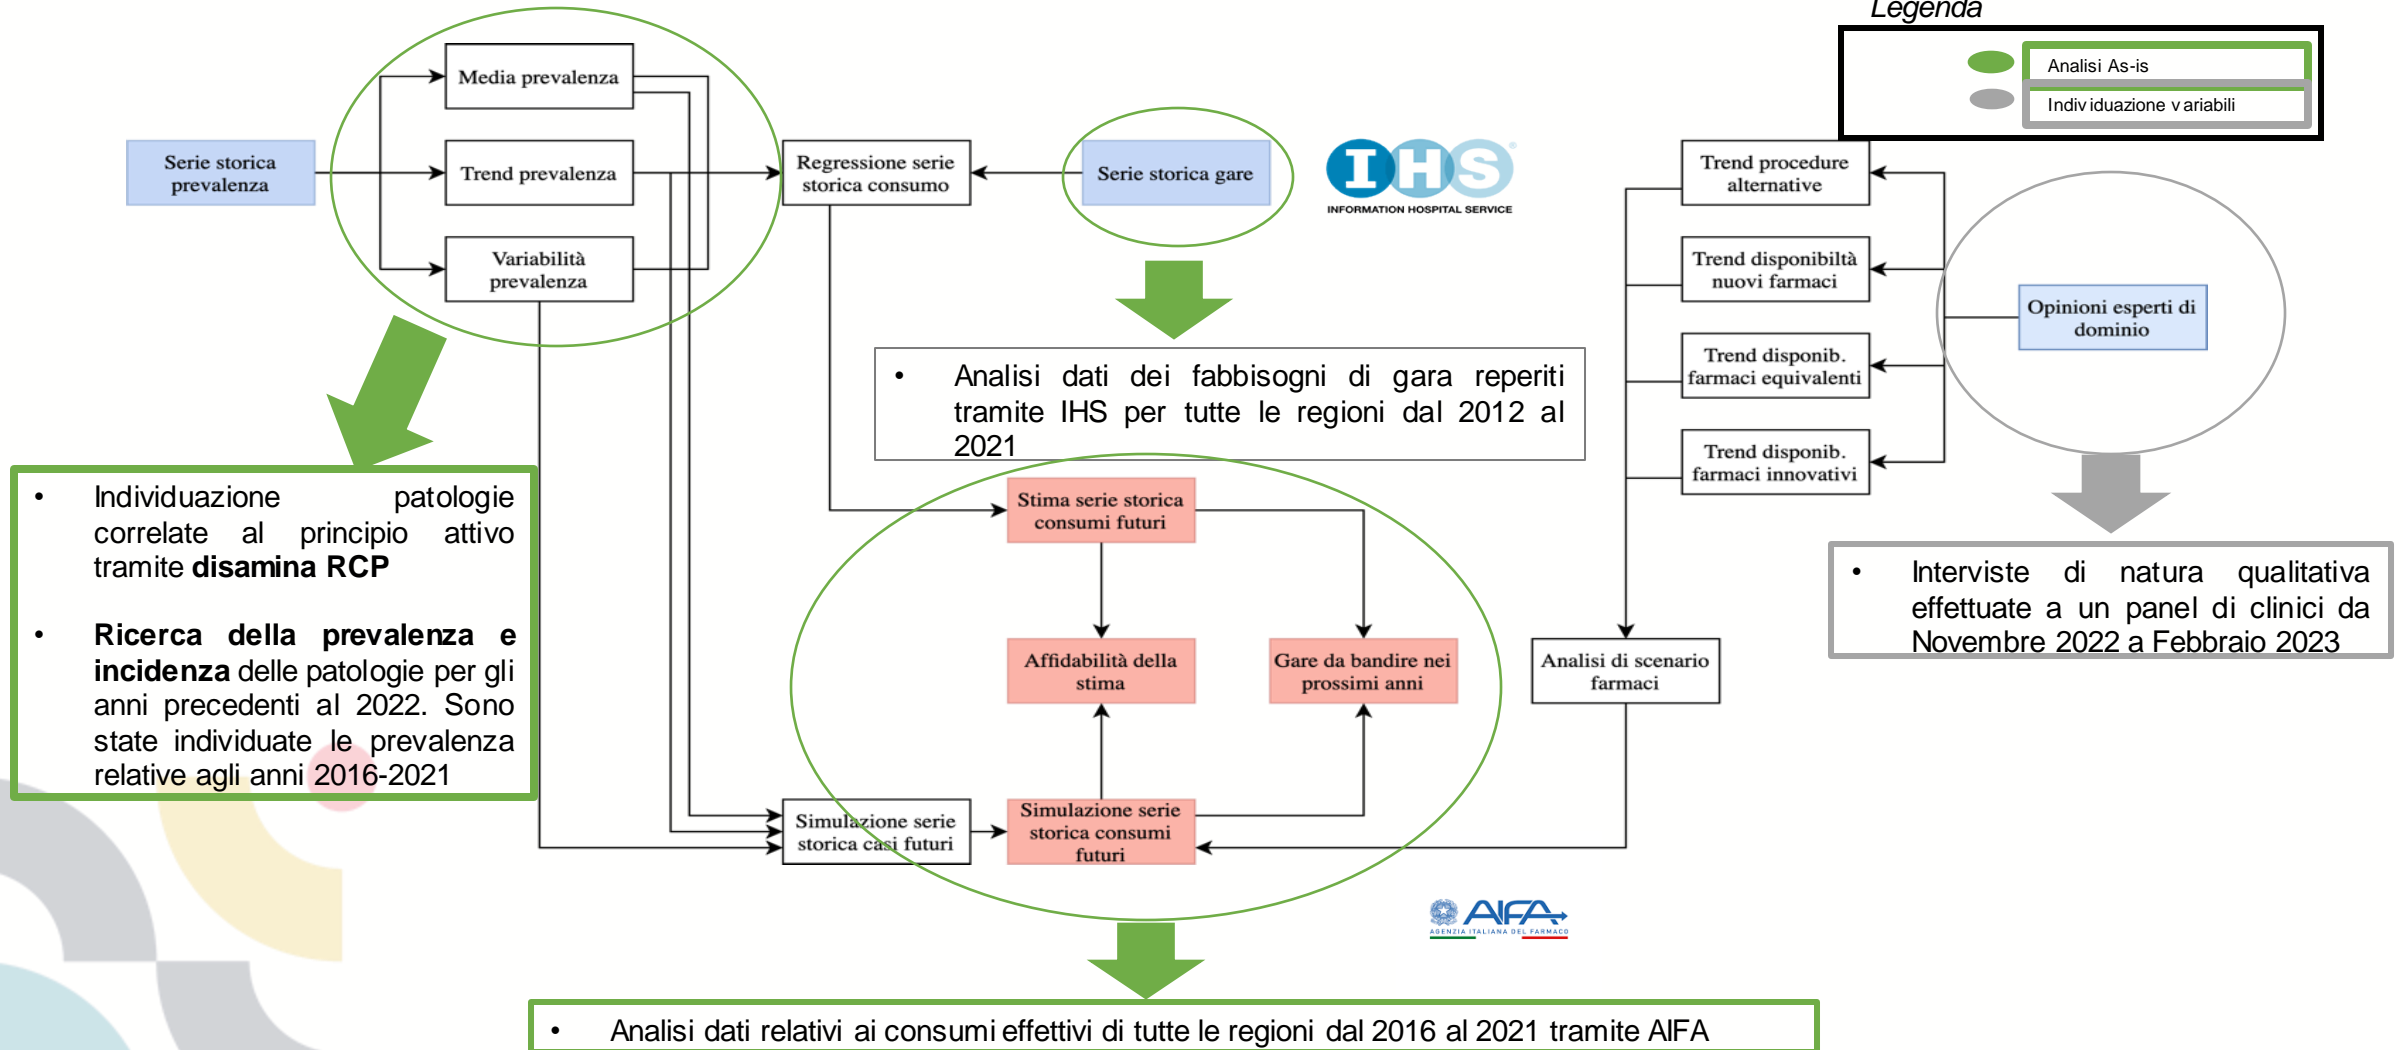 Legenda
Analisi As-is
Individuazione variabili
Media prevalenza
Serie storica
prevalenza
Trend prevalenza
Variabilità
prevalenza
Regressione serie
storica consumo
Serie storica gare
IHS
INFORMATION HOSPITAL SERVICE
Trend procedure
alternative
Trend disponibiltà
nuovi farmaci
Trend disponib.
farmaci equivalenti
Trend disponib.
farmaci innovativi
Opinioni esperti di
dominio
• Analisi dati dei fabbisogni di gara reperiti
tramite IHS per tutte le regioni dal 2012 al
2021
• Individuazione patologie
correlate al principio attivo
tramite disamina RCP
• Ricerca della prevalenza e
incidenza delle patologie per gli
anni precedenti al 2022. Sono
state individuate le prevalenza
relative agli anni 2016-2021
Stima serie storica
consumi futuri
Affidabilità della
stima
Gare da bandire nei
prossimi anni
Analisi di scenario
farmaci
• Interviste di natura qualitativa
effettuate a un panel di clinici da
Novembre 2022 a Febbraio 2023
Simulazione serie
storica casi futuri
Simulazione serie
storica consumi
futuri
AIFA
AGENZIA ITALIANA DEL FARMACO
• Analisi dati relativi ai consumi effettivi di tutte le regioni dal 2016 al 2021 tramite AIFA